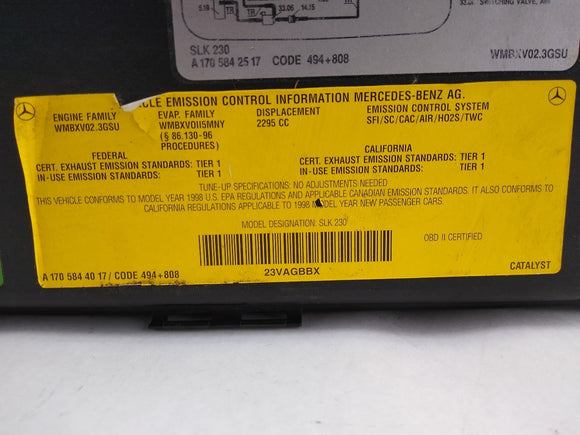 5.19 TR 33.06 14.15 TR
SWITCHING VALVE, AIR
SLK 230
A 170 584 25 17 CODE 494+808
WMBXV02.3GSU
CLE EMISSION CONTROL INFORMATION MERCEDES-BENZ AG.
ENGINE FAMILY EVAP. FAMILY DISPLACEMENT EMISSION CONTROL SYSTEM
WMBXV02.3GSU WMBXV0II5MNY 2295 CC SFI/SC/CAC/AIR/HO2S/TWC
(§ 86.130-96
PROCEDURES)
FEDERAL
CERT. EXHAUST EMISSION STANDARDS: TIER 1
IN-USE EMISSION STANDARDS: TIER 1
CALIFORNIA
CERT. EXHAUST EMISSION STANDARDS: TIER 1
IN-USE EMISSION STANDARDS: TIER 1
TUNE-UP SPECIFICATIONS: NO ADJUSTMENTS NEEDED
THIS VEHICLE CONFORMS TO MODEL YEAR 1998 U.S. EPA REGULATIONS AND APPLICABLE CANADIAN EMISSION STANDARDS. IT ALSO CONFORMS TO
CALIFORNIA REGULATIONS APPLICABLE TO 1998 MODEL YEAR NEW PASSENGER CARS.
MODEL DESIGNATION: SLK 230
OBD II CERTIFIED
23VAGBBX
A 170 584 40 17/ CODE 494+808
CATALYST